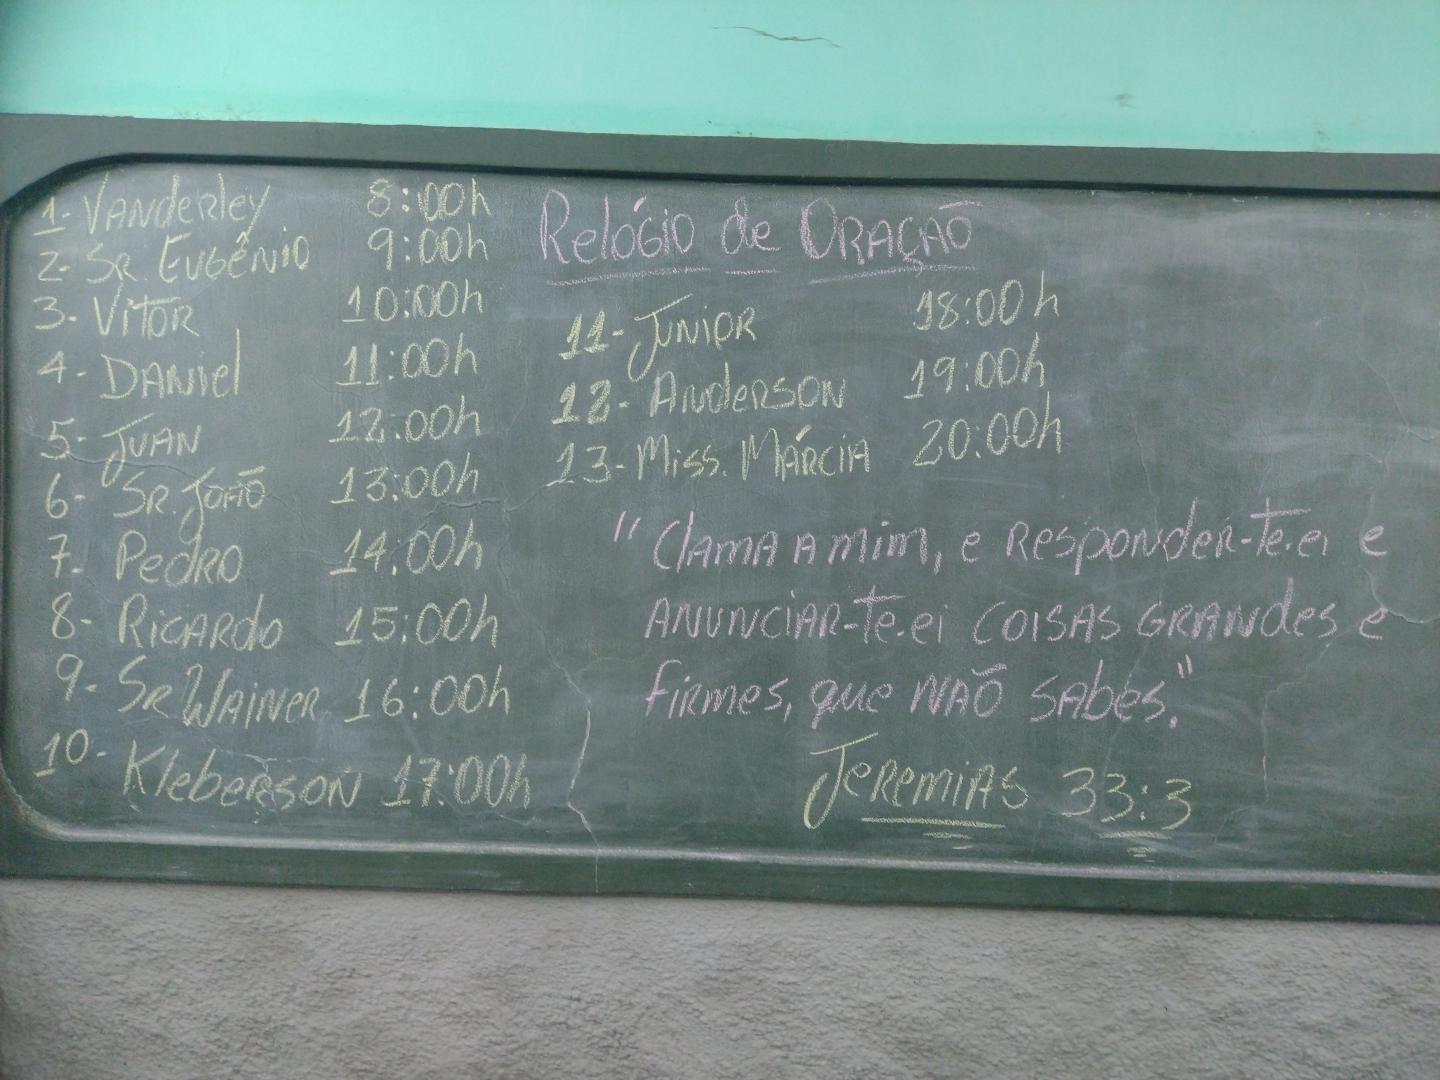 Relógio de Oração
1- Vanderley 8:00h
2- Sr. Eugênio 9:00h
3- Vitor 10:00h
4- Daniel 11:00h
5- Juan 12:00h
6- Sr. João 13:00h
7- Pedro 14:00h
8- Ricardo 15:00h
9- Sr Wainer 16:00h
10- Kleberson 17:00h
11- Junior 18:00h
12- Anderson 19:00h
13- Miss. Márcia 20:00h
"Clama a mim, e responder-te-ei e
anunciar-te-ei coisas grandes e
firmes, que não sabes."
Jeremias 33:3